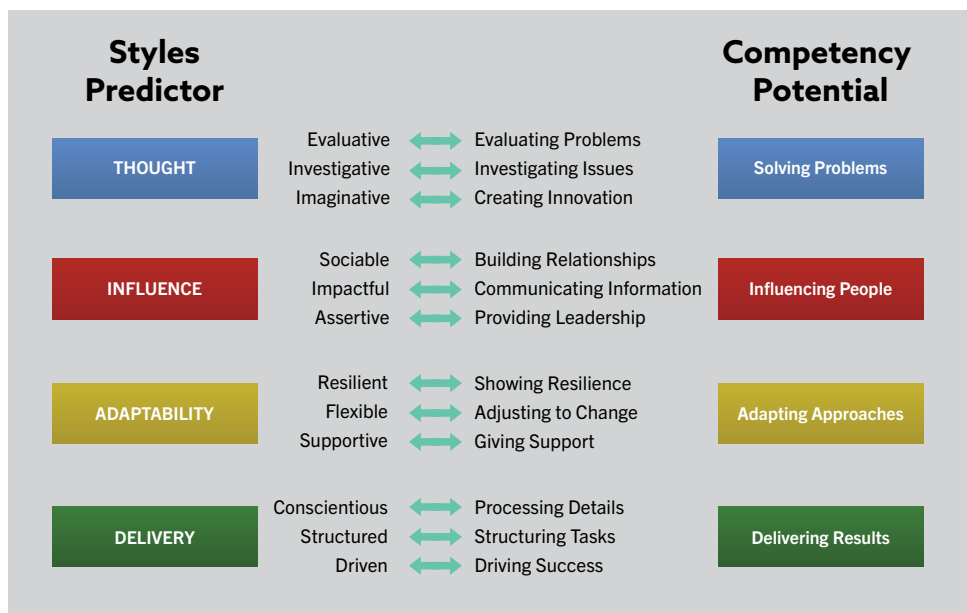 Styles
Predictor
Competency
Potential
THOUGHT
Evaluative
Evaluating Problems
Investigative
Investigating Issues
Imaginative
Creating Innovation
Solving Problems
INFLUENCE
Sociable
Building Relationships
Impactful
Communicating Information
Assertive
Providing Leadership
Influencing People
ADAPTABILITY
Resilient
Showing Resilience
Flexible
Adjusting to Change
Supportive
Giving Support
Adapting Approaches
DELIVERY
Conscientious
Processing Details
Structured
Structuring Tasks
Driven
Driving Success
Delivering Results